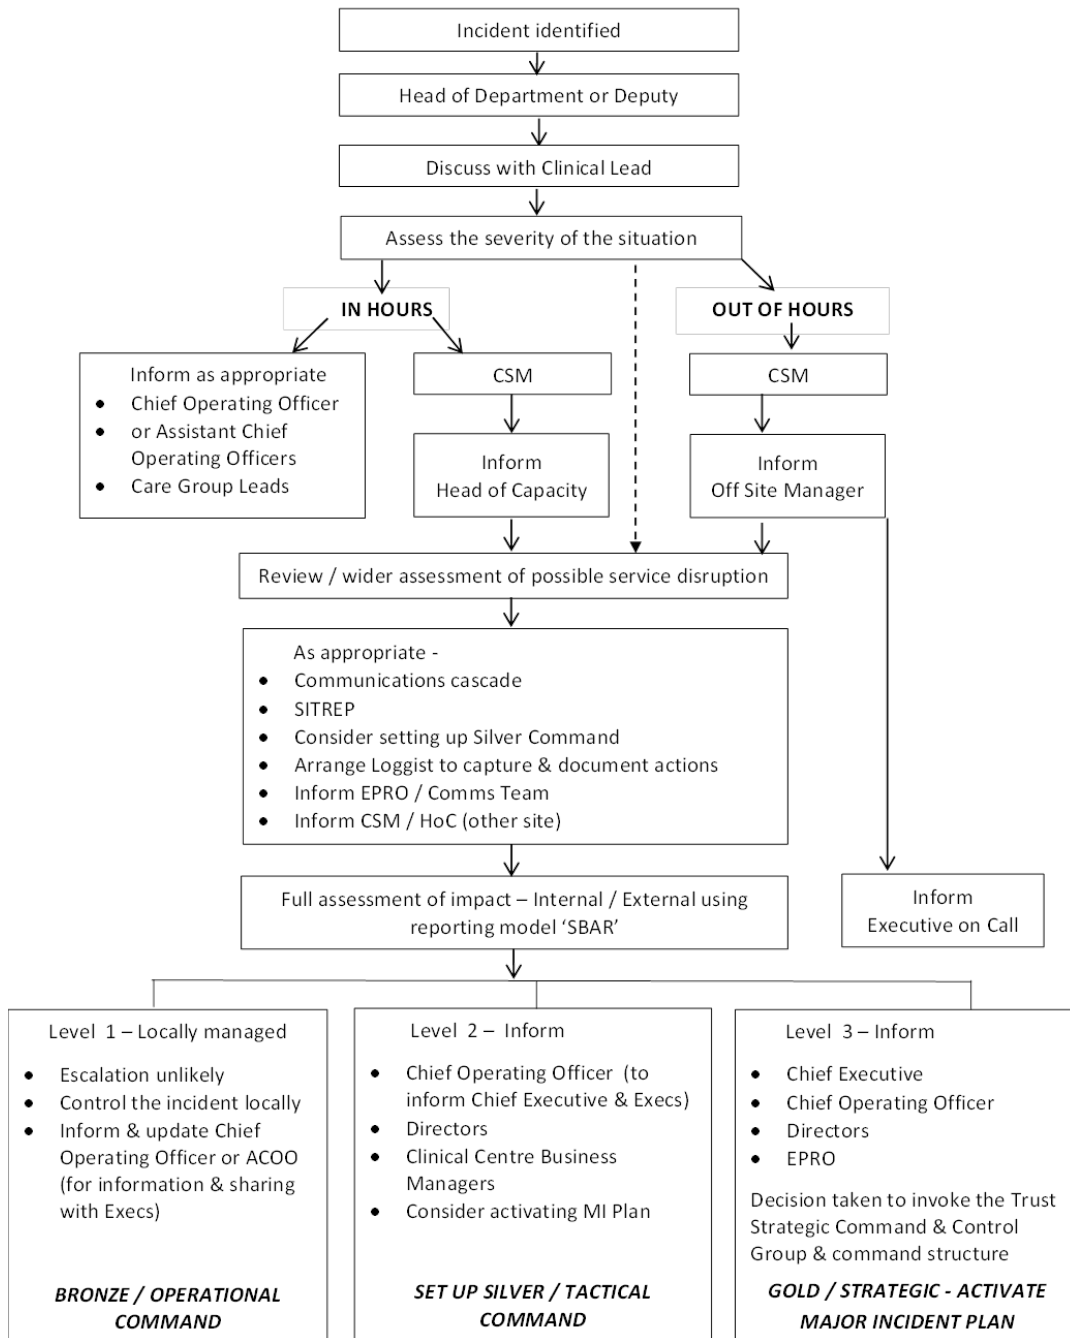 Incident identified
Head of Department or Deputy
Discuss with Clinical Lead
Assess the severity of the situation
IN HOURS
OUT OF HOURS
Inform as appropriate
• Chief Operating Officer
• or Assistant Chief
Operating Officers
• Care Group Leads
CSM
CSM
Inform
Head of Capacity
Inform
Off Site Manager
Review / wider assessment of possible service disruption
As appropriate -
• Communications cascade
• SITREP
• Consider setting up Silver Command
• Arrange Loggist to capture & document actions
• Inform EPRO / Comms Team
• Inform CSM / HoC (other site)
Full assessment of impact – Internal / External using
reporting model ‘SBAR’
Inform
Executive on Call
Level 1 – Locally managed
• Escalation unlikely
• Control the incident locally
• Inform & update Chief
Operating Officer or ACOO
(for information & sharing
with Execs)
BRONZE / OPERATIONAL
COMMAND
Level 2 – Inform
• Chief Operating Officer (to
inform Chief Executive & Execs)
• Directors
• Clinical Centre Business
Managers
• Consider activating MI Plan
SET UP SILVER / TACTICAL
COMMAND
Level 3 – Inform
• Chief Executive
• Chief Operating Officer
• Directors
• EPRO
Decision taken to invoke the Trust
Strategic Command & Control
Group & command structure
GOLD / STRATEGIC - ACTIVATE
MAJOR INCIDENT PLAN